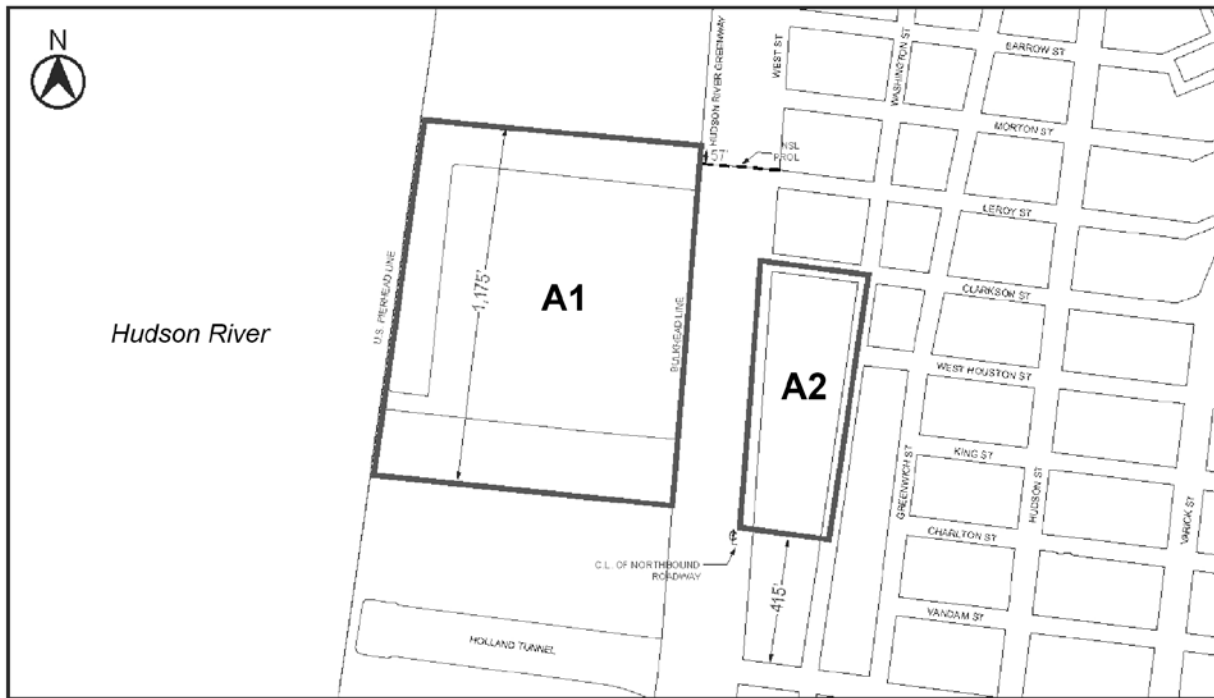 N
HUDSON RIVER GREENWAY
WEST ST
WASHINGTON ST
BARROW ST
MORTON ST
57'
NSL
PROL
LEROY ST
U.S. PIERHEAD LINE
1,175'
A1
BULKHEAD LINE
Hudson River
CLARKSON ST
A2
WEST HOUSTON ST
GREENWICH ST
KING ST
HUDSON ST
VARICK ST
CHARLTON ST
C.L. OF NORTHBOUND
ROADWAY
415'
VANDAM ST
HOLLAND TUNNEL